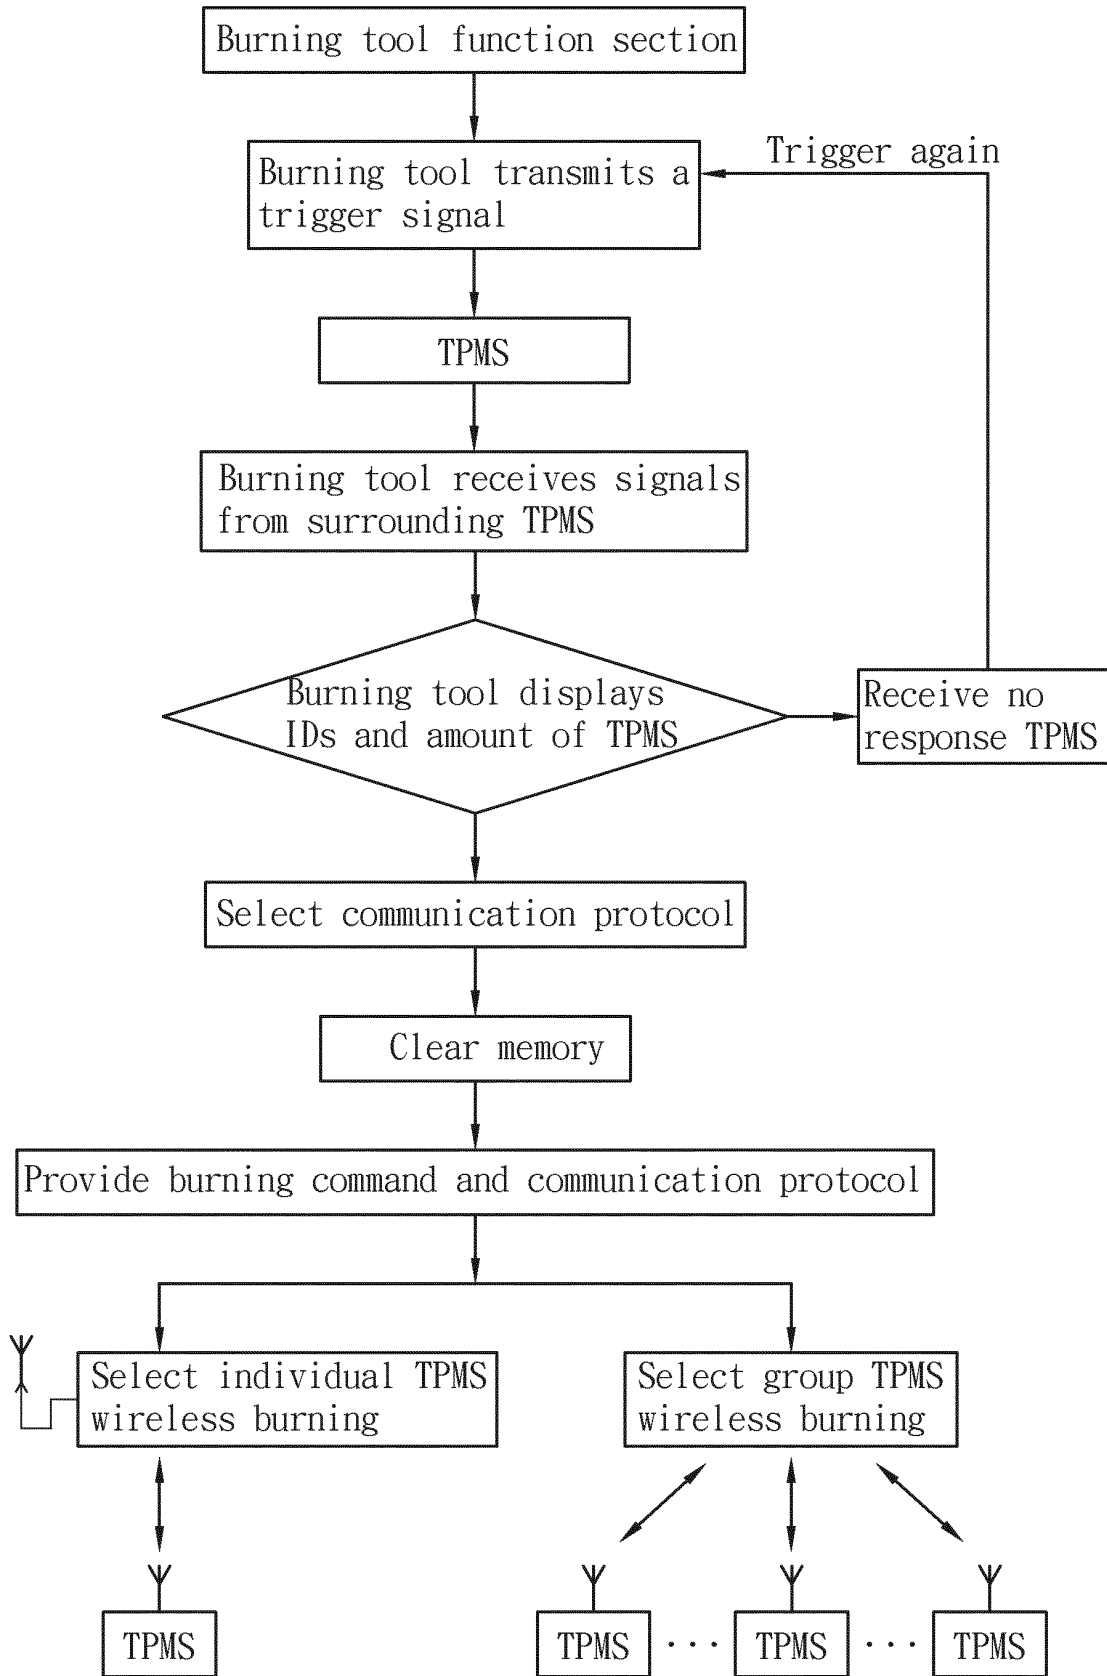 Burning tool function section
Trigger again
Burning tool transmits a
trigger signal
TPMS
Burning tool receives signals
from surrounding TPMS
Burning tool displays
IDs and amount of TPMS
Receive no
response TPMS
Select communication protocol
Clear memory
Provide burning command and communication protocol
Select individual TPMS
wireless burning
Select group TPMS
wireless burning
TPMS
TPMS ··· TPMS ··· TPMS